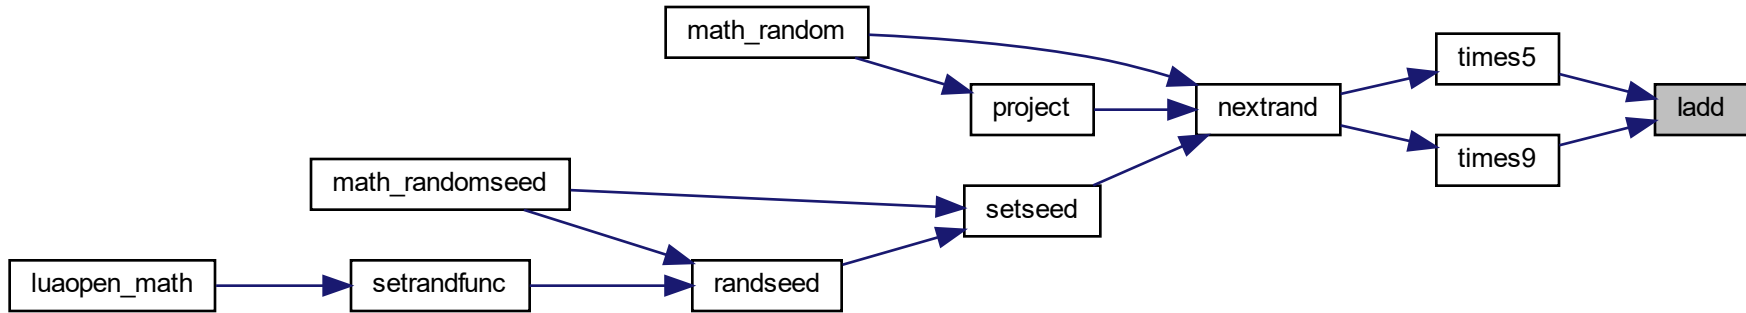 math_random
times5
project
nextrand
ladd
times9
math_randomseed
setseed
luaopen_math
setrandfunc
randseed